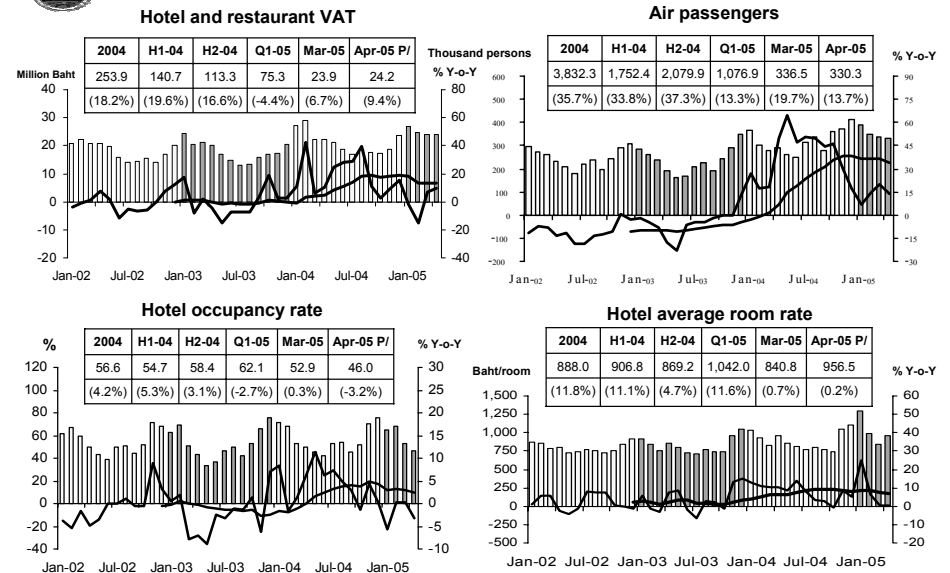 Hotel and restaurant VAT
2004 H1-04 H2-04 Q1-05 Mar-05 Apr-05 P/
253.9 140.7 113.3 75.3 23.9 24.2
(18.2%) (19.6%) (16.6%) (-4.4%) (6.7%) (9.4%)
Million Baht
% Y-o-Y
40 80
30 60
20 40
10 20
0 0
-10 -20
-20 -40
Jan-02 Jul-02 Jan-03 Jul-03 Jan-04 Jul-04 Jan-05
Air passengers
2004 H1-04 H2-04 Q1-05 Mar-05 Apr-05
3,832.3 1,752.4 2,079.9 1,076.9 336.5 330.3
(35.7%) (33.8%) (37.3%) (13.3%) (19.7%) (13.7%)
Thousand persons
% Y-o-Y
600 90
500 75
400 60
300 45
200 30
100 15
0 0
-100 -15
-200 -30
Jan-02 Jul-02 Jan-03 Jul-03 Jan-04 Jul-04 Jan-05
Hotel occupancy rate
2004 H1-04 H2-04 Q1-05 Mar-05 Apr-05 P/
56.6 54.7 58.4 62.1 52.9 46.0
(4.2%) (5.3%) (3.1%) (-2.7%) (0.3%) (-3.2%)
%
% Y-o-Y
120 30
100 25
80 20
60 15
40 10
20 5
0 0
-20 -5
-40 -10
Jan-02 Jul-02 Jan-03 Jul-03 Jan-04 Jul-04 Jan-05
Hotel average room rate
2004 H1-04 H2-04 Q1-05 Mar-05 Apr-05 P/
888.0 906.8 869.2 1,042.0 840.8 956.5
(11.8%) (11.1%) (4.7%) (11.6%) (0.7%) (0.2%)
Baht/room
% Y-o-Y
1,500 60
1,250 50
1,000 40
750 30
500 20
250 10
0 0
-250 -10
-500 -20
Jan-02 Jul-02 Jan-03 Jul-03 Jan-04 Jul-04 Jan-05